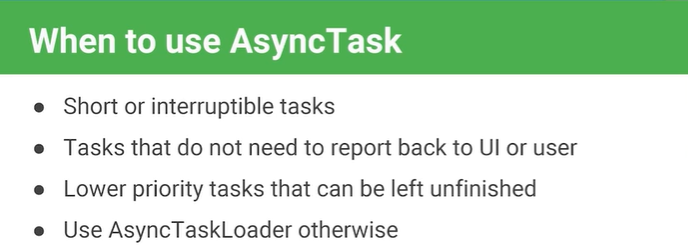 When to use AsyncTask
● Short or interruptible tasks
● Tasks that do not need to report back to UI or user
● Lower priority tasks that can be left unfinished
● Use AsyncTaskLoader otherwise